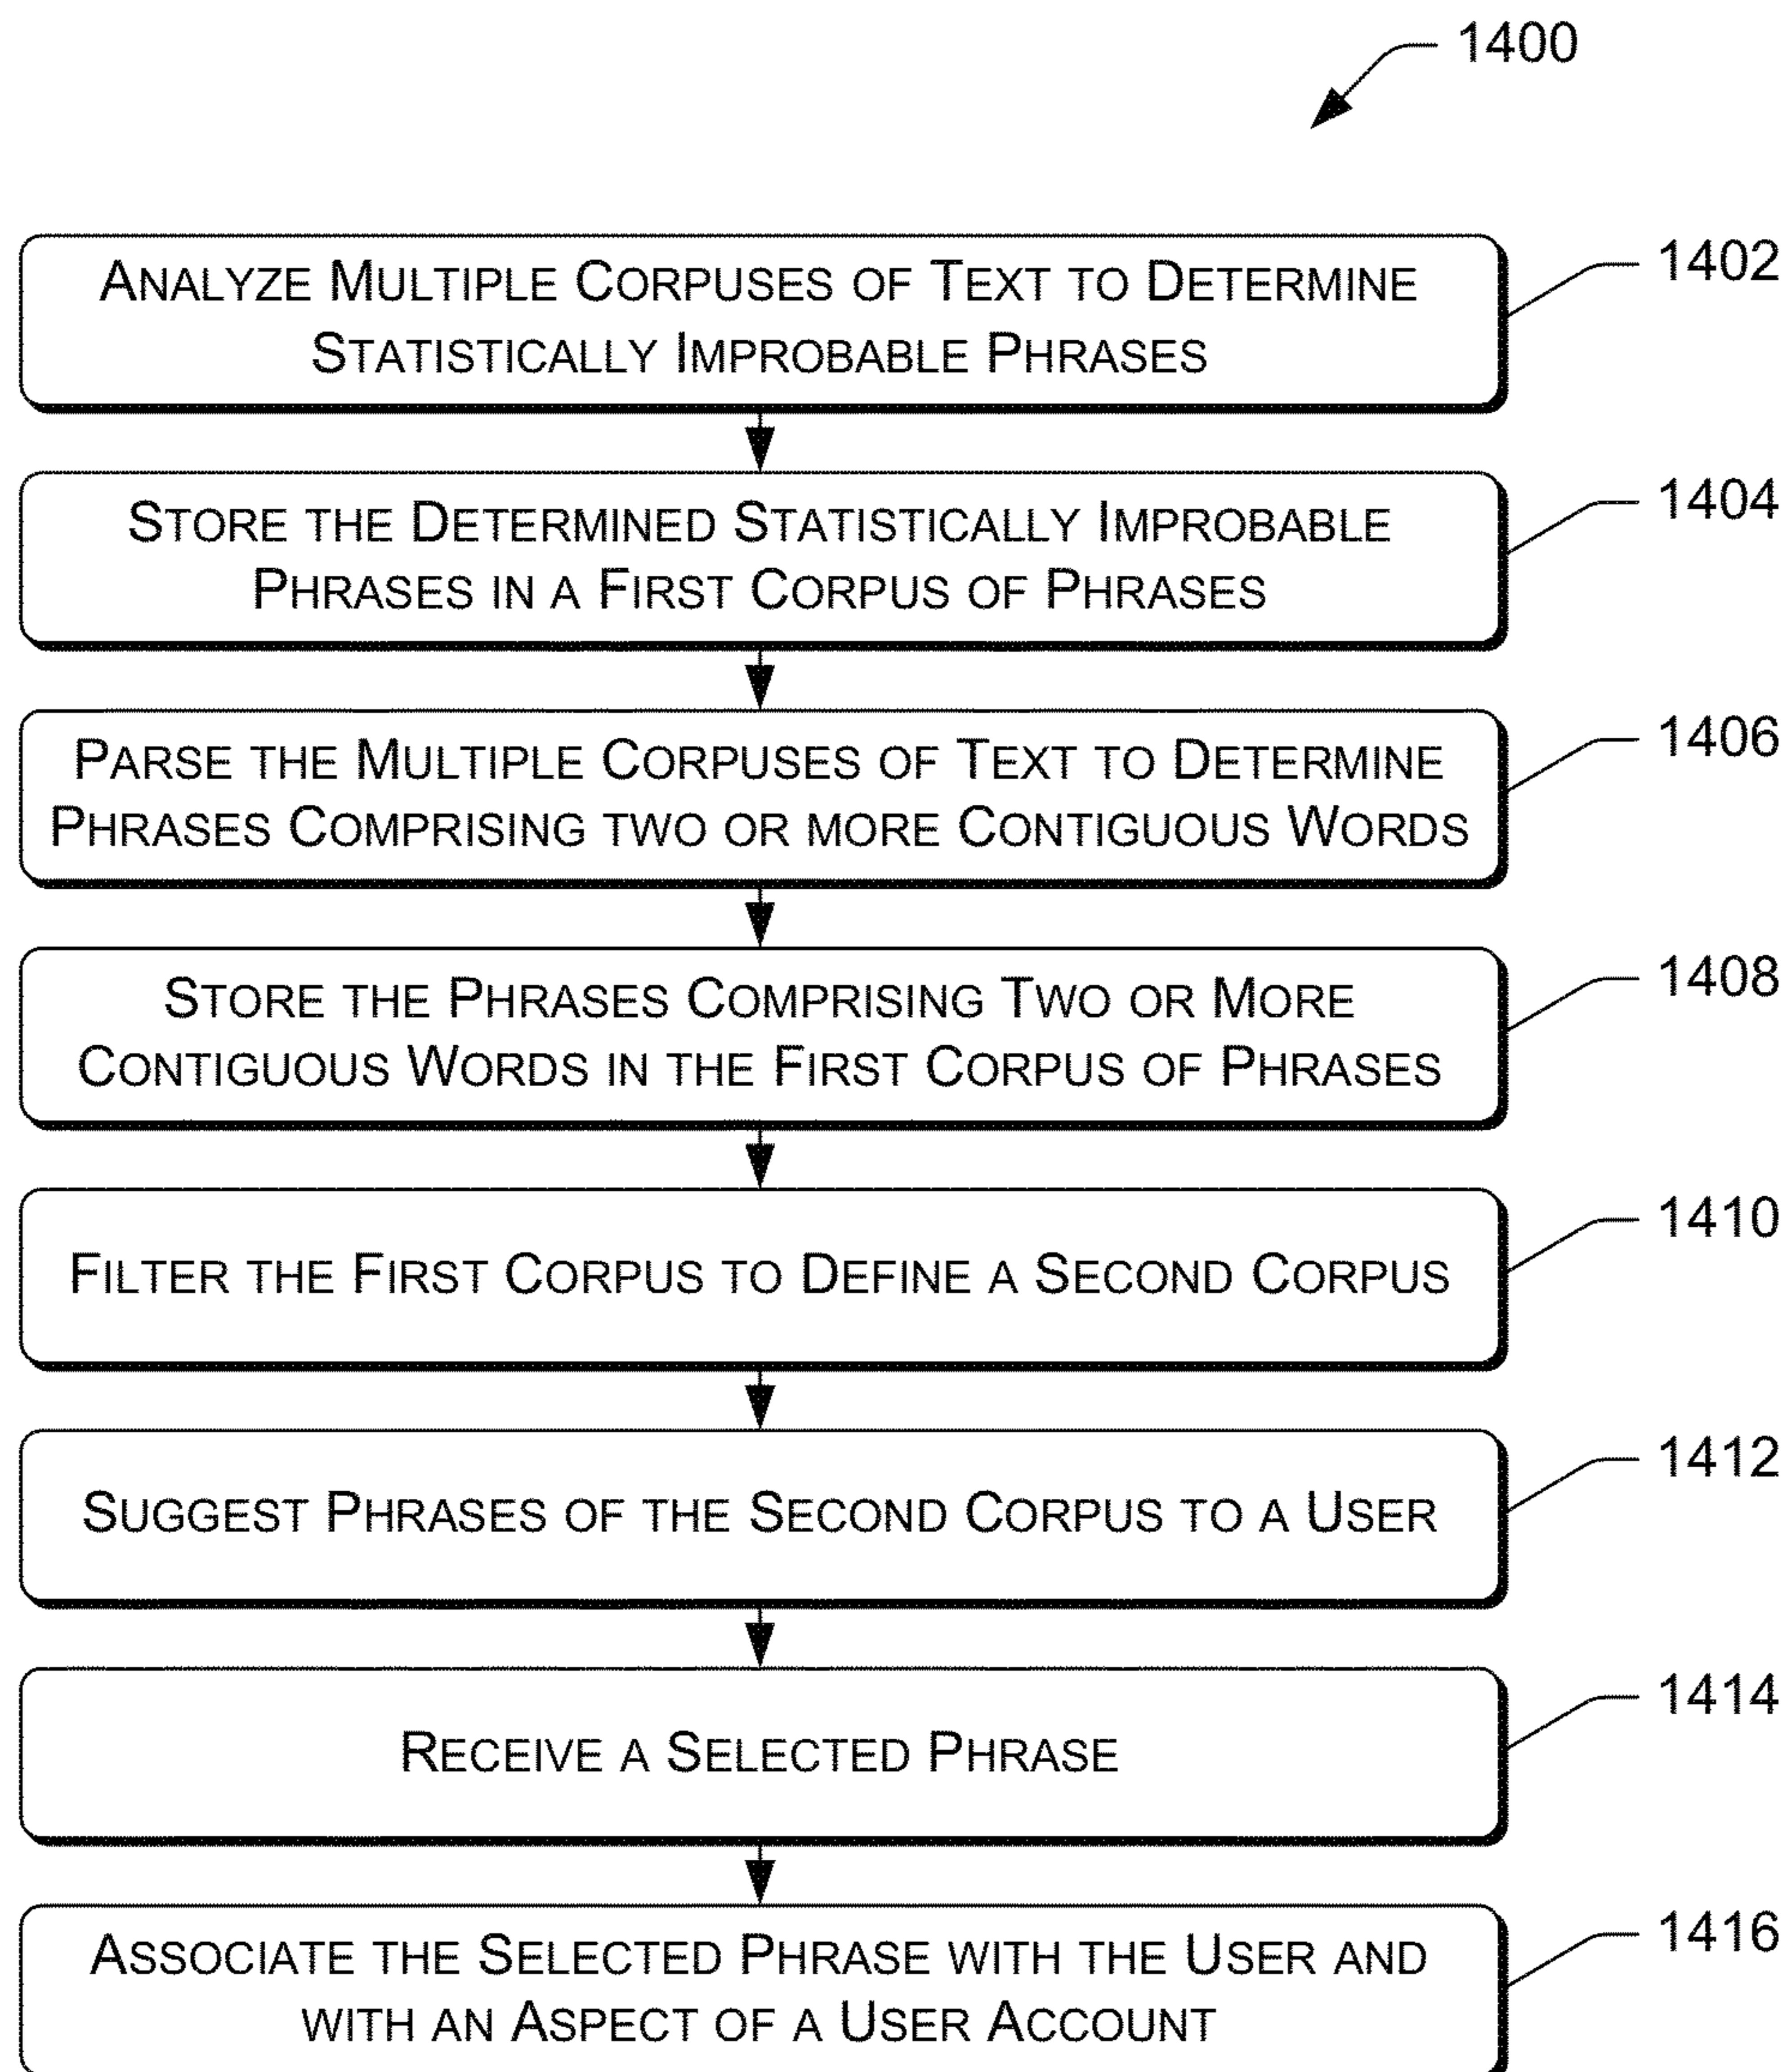 1400
Analyze Multiple Corpuses of Text to Determine
Statistically Improbable Phrases
1402
Store the Determined Statistically Improbable
Phrases in a First Corpus of Phrases
1404
Parse the Multiple Corpuses of Text to Determine
Phrases Comprising two or more Contiguous Words
1406
Store the Phrases Comprising Two or More
Contiguous Words in the First Corpus of Phrases
1408
Filter the First Corpus to Define a Second Corpus
1410
Suggest Phrases of the Second Corpus to a User
1412
Receive a Selected Phrase
1414
Associate the Selected Phrase with the User and
with an Aspect of a User Account
1416